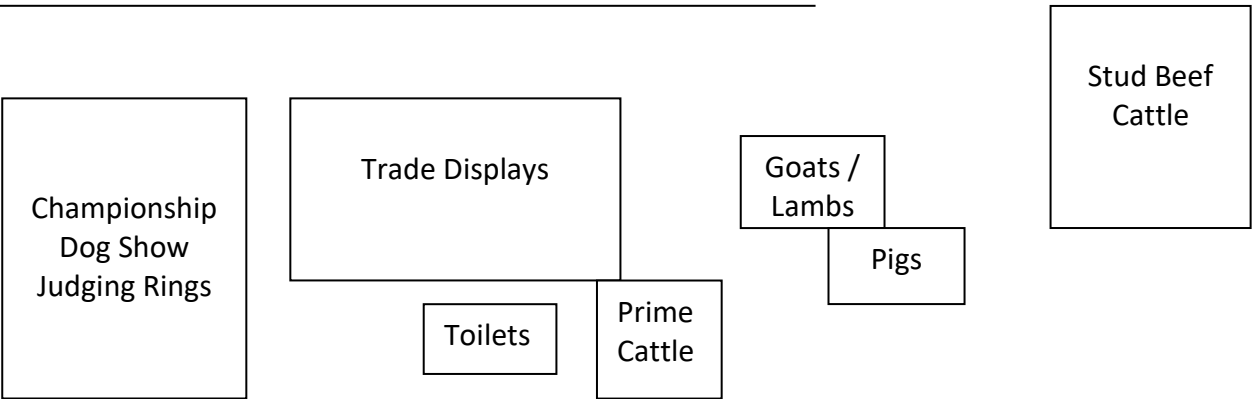 Championship
Dog Show
Judging Rings
Trade Displays
Toilets
Prime
Cattle
Goats /
Lambs
Pigs
Stud Beef
Cattle